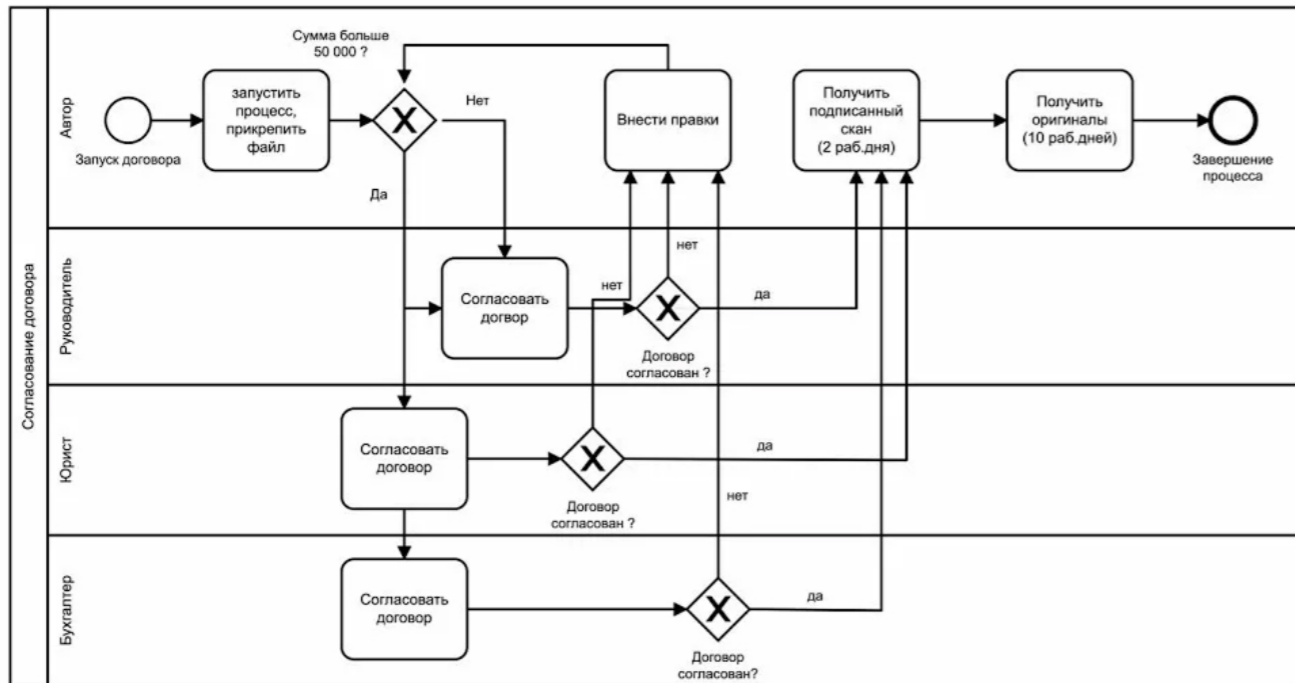 Согласование договора
Автор
Запуск договора
запустить
процесс,
прикрепить
файл
Сумма больше
50 000 ?
Нет
Да
Внести правки
Получить
подписанный
скан
(2 раб.дня)
Получить
оригиналы
(10 раб.дней)
Завершение
процесса
Руководитель
Согласовать
догвор
нет
нет
да
Договор
согласован ?
Юрист
Согласовать
договор
да
Договор
согласован ?
нет
Бухгалтер
Согласовать
договор
да
Договор
согласован?